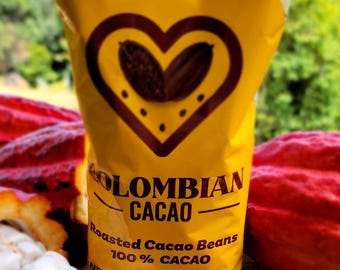 COLOMBIAN
CACAO
Roasted Cacao Beans
100 % CACAO